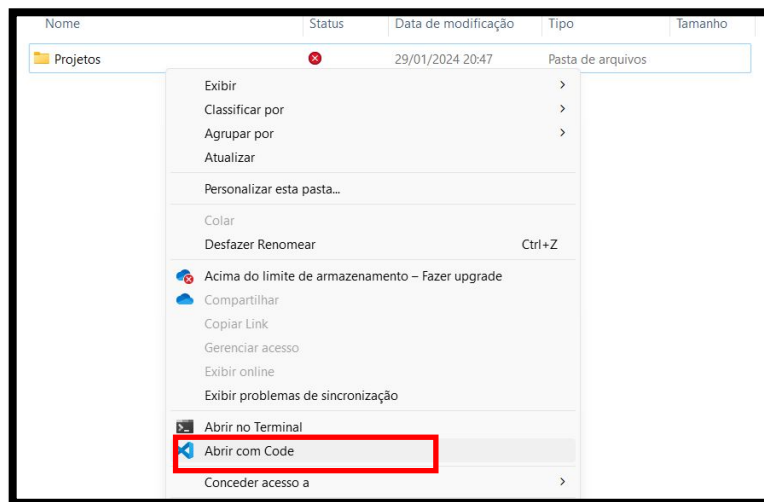 Nome Status Data de modificação Tipo Tamanho
Projetos 29/01/2024 20:47 Pasta de arquivos
Exibir
Classificar por
Agrupar por
Atualizar
Personalizar esta pasta...
Colar
Desfazer Renomear Ctrl+Z
Acima do limite de armazenamento – Fazer upgrade
Compartilhar
Copiar Link
Gerenciar acesso
Exibir online
Exibir problemas de sincronização
Abrir no Terminal
Abrir com Code
Conceder acesso a